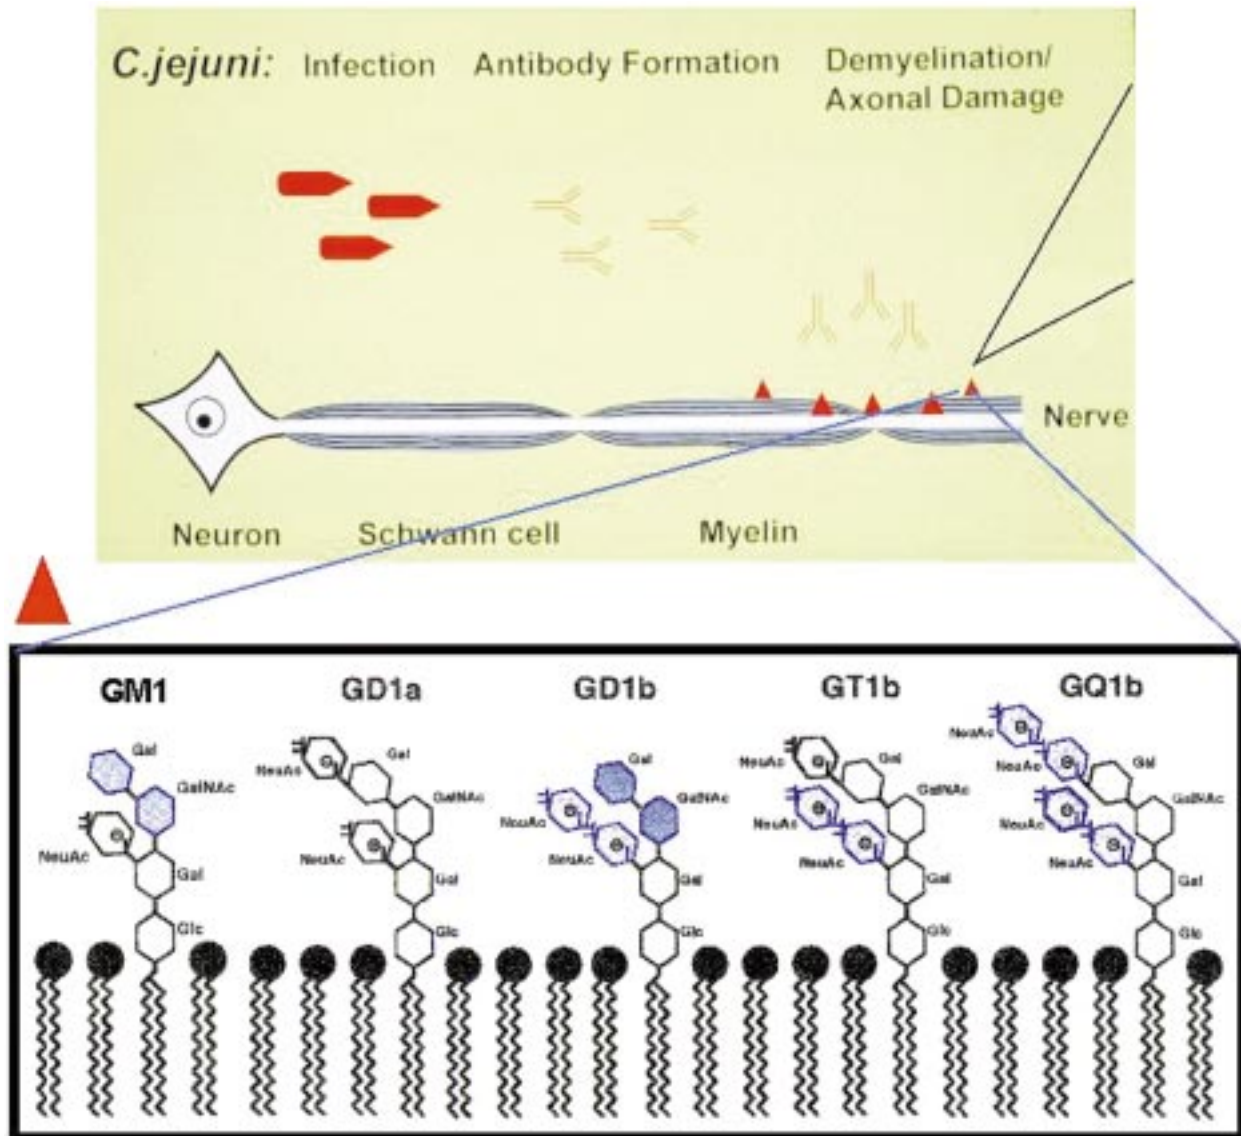 C.jejuni: Infection Antibody Formation Demyelination/
Axonal Damage
Nerve
Neuron Schwann cell Myelin
GM1 GD1a GD1b GT1b GQ1b
Gal
GalNAc
NeuAc
Gal
Glc
NeuAc
Gal
GalNAc
NeuAc
Gal
Glc
Gal
GalNAc
NeuAc
NeuAc
Gal
Glc
NeuAc
Gal
GalNAc
NeuAc
NeuAc
Gal
Glc
NeuAc
NeuAc
Gal
GalNAc
NeuAc
NeuAc
Gal
Glc